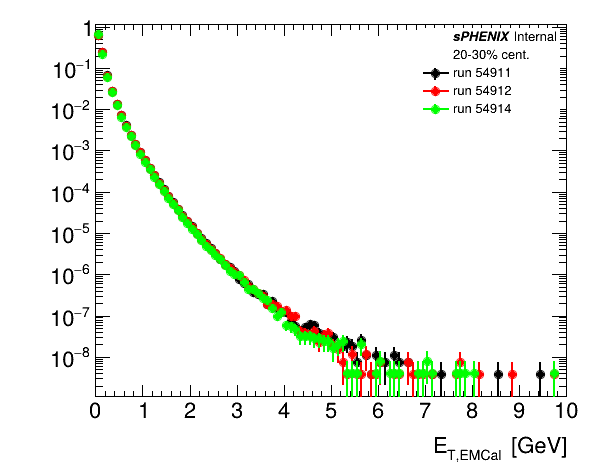 sPHENIX Internal
20-30% cent.
run 54911
run 54912
run 54914
1
10⁻¹
10⁻²
10⁻³
10⁻⁴
10⁻⁵
10⁻⁶
10⁻⁷
10⁻⁸
0 1 2 3 4 5 6 7 8 9 10
E_T,EMCal [GeV]